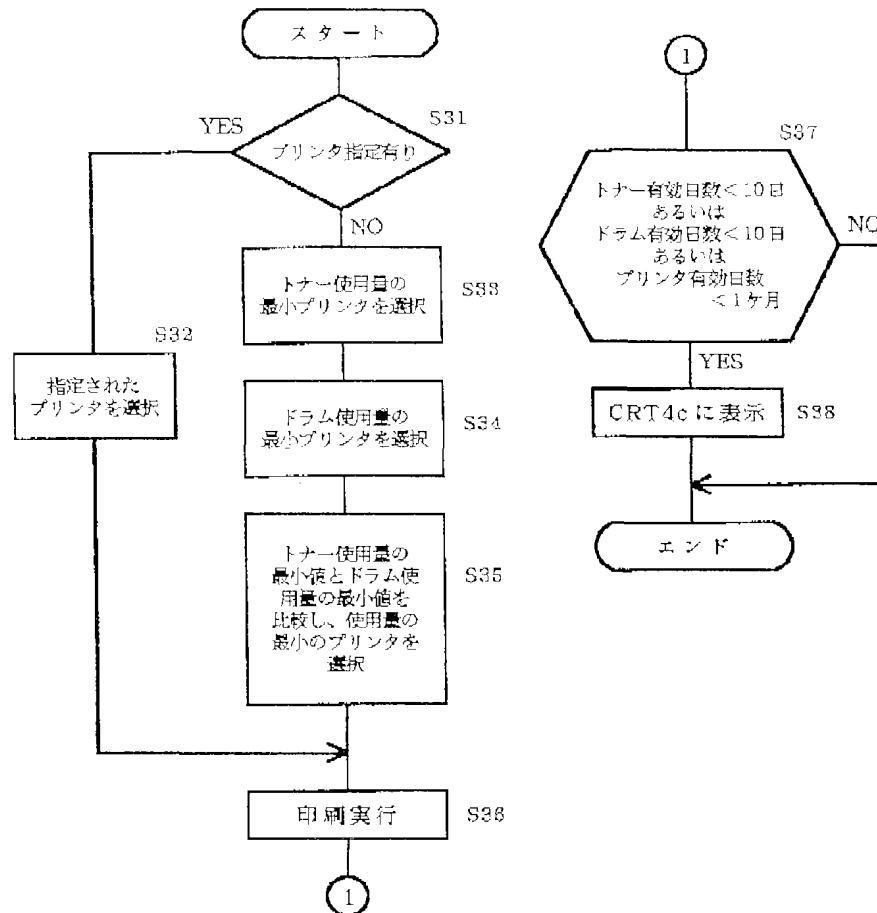 スタート
S31
YES
プリンタ指定有り
NO
トナー使用量の
最小プリンタを選択
S33
S32
指定された
プリンタを選択
ドラム使用量の
最小プリンタを選択
S34
トナー使用量の
最小値とドラム使
用量の最小値を
比較し、使用量の
最小のプリンタを
選択
S35
印刷実行
S36
1
1
S37
トナー有効日数<10日
あるいは
ドラム有効日数<10日
あるいは
プリンタ有効日数
<1ケ月
NO
YES
CRT4cに表示
S38
エンド